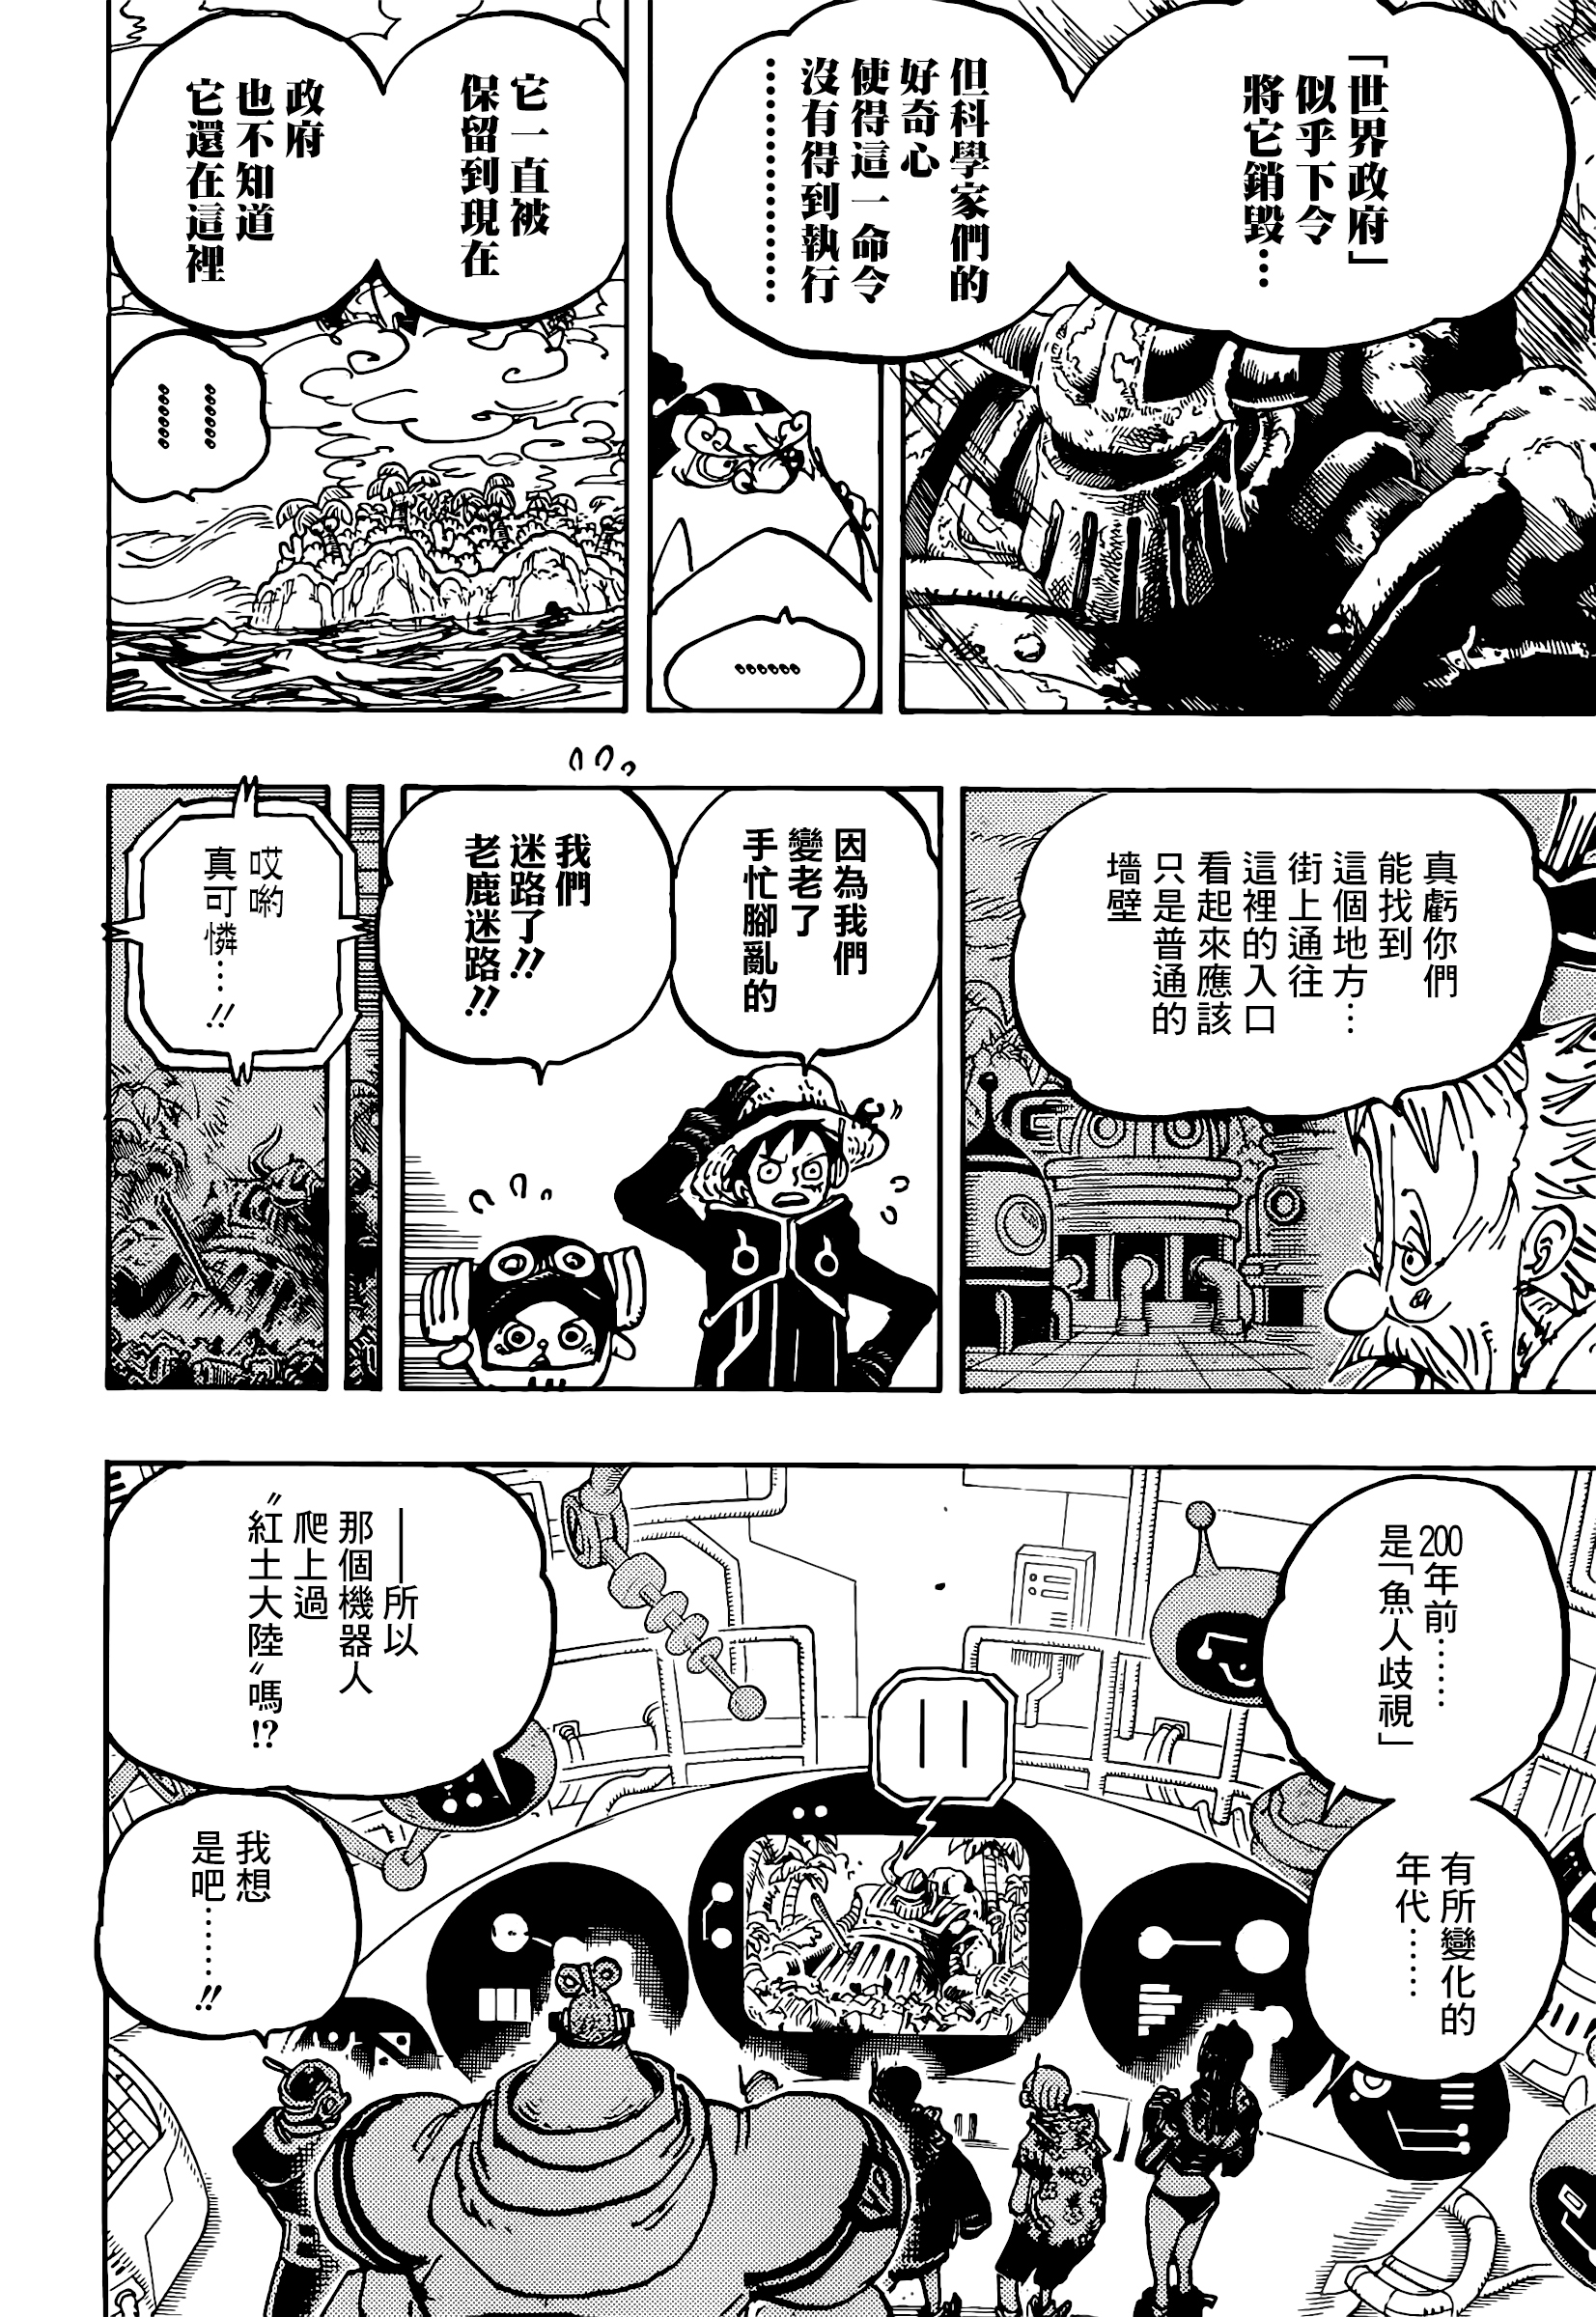 「世界政府」
似乎下令
將它銷毀…
但科學家們的
好奇心
使得這一命令
沒有得到執行
………………
……
它一直被
保留到現在
政府
也不知道
它還在這裡
……
……
真虧你們
能找到
這個地方…
街上通往
這裡的入口
看起來應該
只是普通的
墻壁
因為我們
變老了
手忙腳亂的
我們
迷路了!!
老鹿迷路!!
哎喲
真可憐…!!
200年前……
是「魚人歧視」
有所變化的
年代……
——所以
那個機器人
爬上過
〝紅土大陸〞嗎!?
我想
是吧……!!